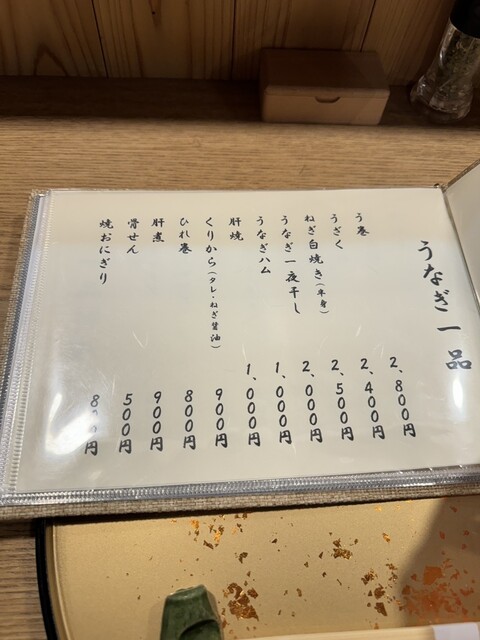 うなぎ一品
う巻 2,800円
うざく 2,400円
ねぎ白焼き(半身) 2,500円
うなぎ一夜干し 2,000円
うなぎハム 1,000円
肝焼 1,000円
くりから(タレ・ねぎ醤油) 900円
ひれ巻 800円
肝煮 900円
骨せん 500円
焼おにぎり 800円